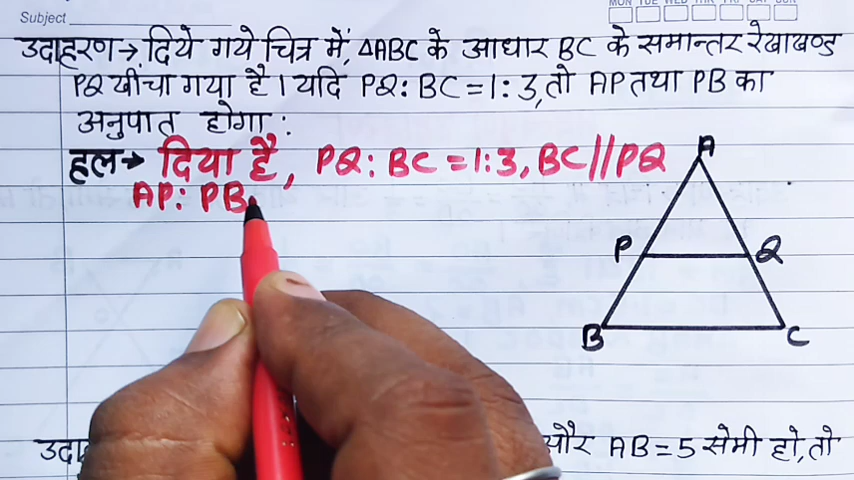 Subject
MON TUE WED THR FRI SAT SUN
उदाहरण→ दिये गये चित्र में, ΔABC के आधार BC के समान्तर रेखाखण्ड
PQ खींचा गया है। यदि PQ: BC = 1: 3, तो AP तथा PB का
अनुपात होगा:
हल→ दिया है, PQ: BC = 1:3, BC//PQ
AP: PB
A
P
Q
B
C
और AB = 5 सेमी हो, तो